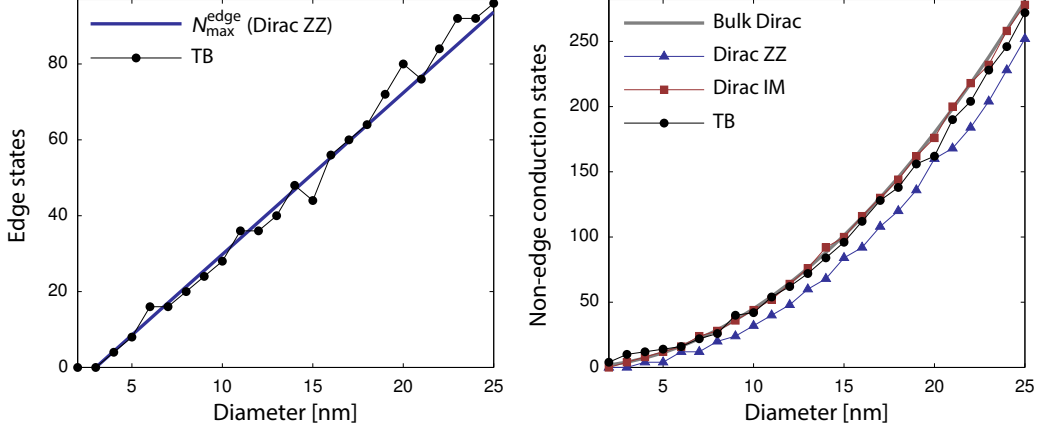 N_max^edge (Dirac ZZ)
TB
Edge states
80
60
40
20
0
5
10
15
20
25
Diameter [nm]
Bulk Dirac
Dirac ZZ
Dirac IM
TB
Non-edge conduction states
250
200
150
100
50
0
5
10
15
20
25
Diameter [nm]